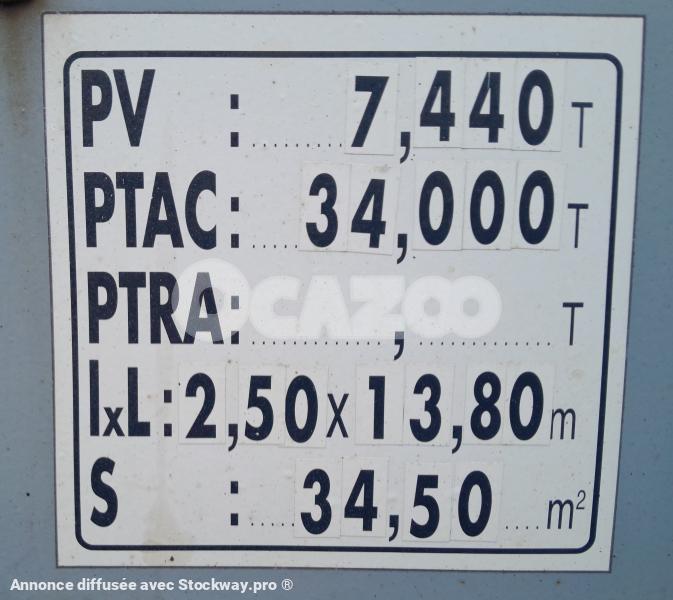 PV : ......... 7,440 T
PTAC : ..... 34,000 T
PTRA : .............. , .............. T
lxL : 2,50 x 13,80 m
S : ..... 34,50 .... m²
OCAZOO
Annonce diffusée avec Stockway.pro ®